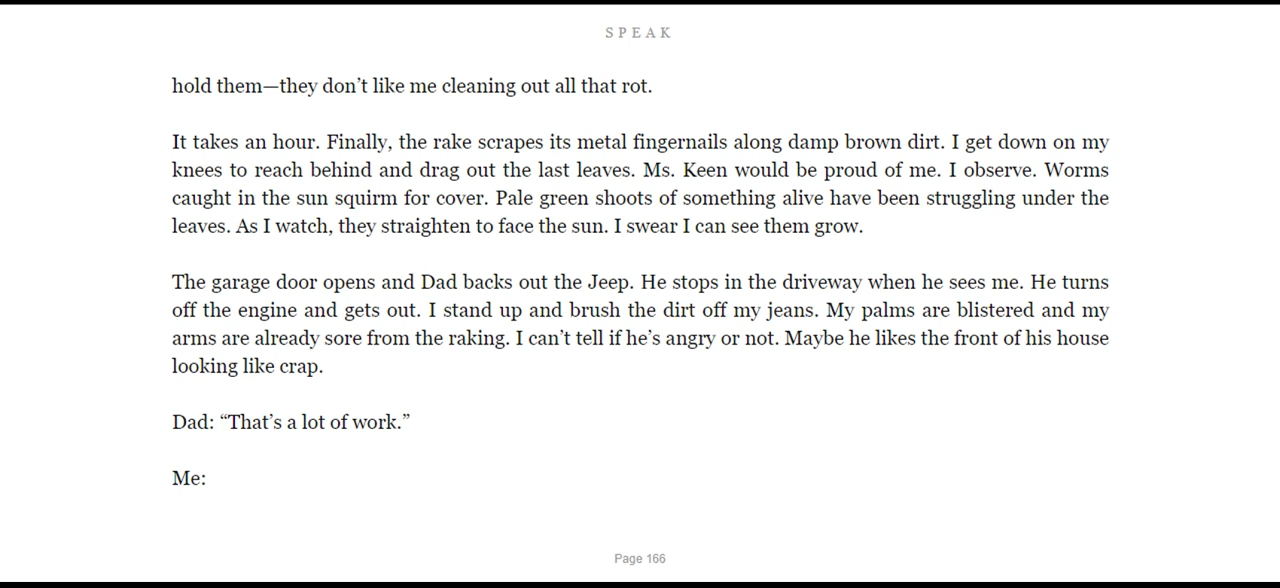 SPEAK
hold them—they don’t like me cleaning out all that rot.
It takes an hour. Finally, the rake scrapes its metal fingernails along damp brown dirt. I get down on my
knees to reach behind and drag out the last leaves. Ms. Keen would be proud of me. I observe. Worms
caught in the sun squirm for cover. Pale green shoots of something alive have been struggling under the
leaves. As I watch, they straighten to face the sun. I swear I can see them grow.
The garage door opens and Dad backs out the Jeep. He stops in the driveway when he sees me. He turns
off the engine and gets out. I stand up and brush the dirt off my jeans. My palms are blistered and my
arms are already sore from the raking. I can’t tell if he’s angry or not. Maybe he likes the front of his house
looking like crap.
Dad: “That’s a lot of work.”
Me:
Page 166